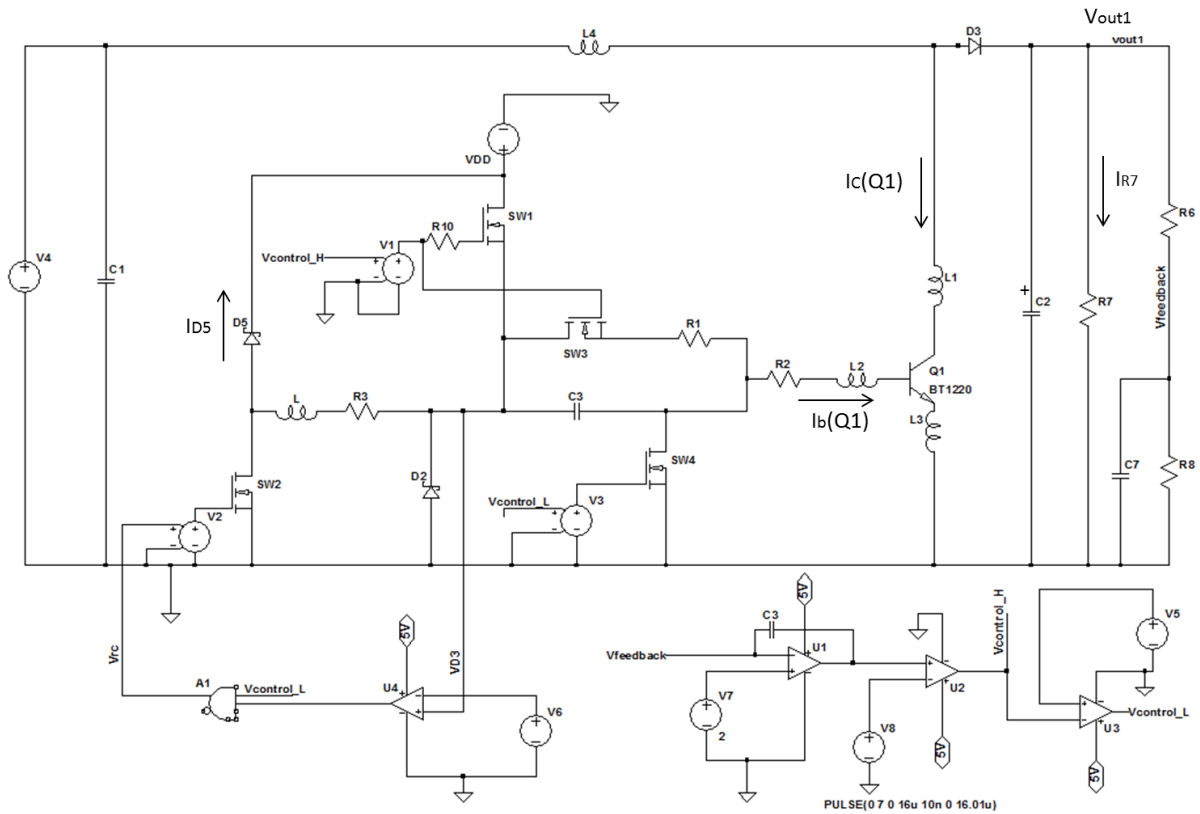 Vout1
L4
D3
vout1
VDD
SW1
R10
V1
Vcontrol_H
Ic(Q1)
IR7
R6
V4
C1
L1
C2
R7
Vfeedback
ID5
D5
SW3
R1
R2
L2
Q1
BT1220
L
R3
C3
Ib(Q1)
L3
SW2
D2
SW4
C7
R8
V2
Vcontrol_L
V3
5V
C3
5V
Vcontrol_H
V5
Vrc
VD3
Vfeedback
U1
A1
Vcontrol_L
U4
U2
V6
V7
2
V8
5V
U3
Vcontrol_L
5V
PULSE(0 7 0 16u 10n 0 16.01u)